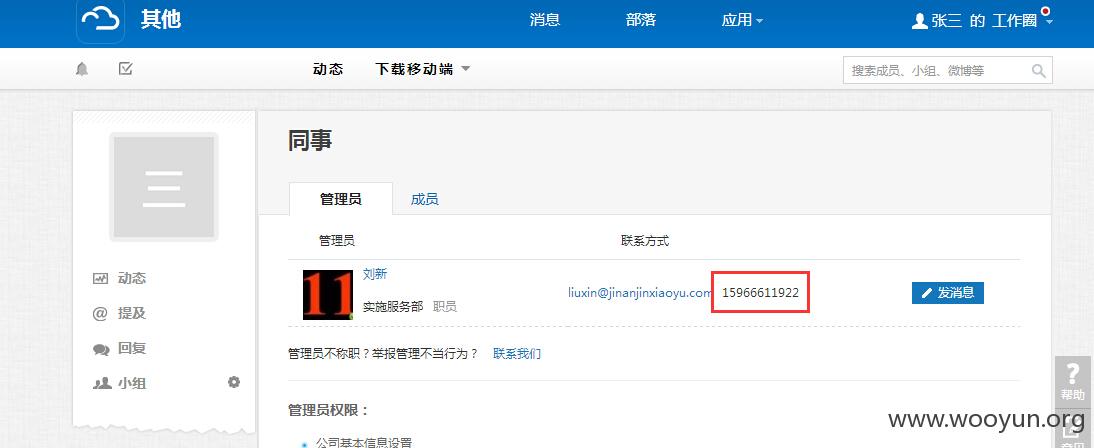 其他 消息 部落 应用 张三 的 工作圈
动态 下载移动端 搜索成员、小组、微博等
三
同事
管理员 成员
管理员 联系方式
刘新
liuxin@jinanjinxiaoyu.com 15966611922 发消息
实施服务部 职员
动态
@ 提及
回复
小组
管理员不称职？举报管理不当行为？ 联系我们
管理员权限：
公司基本信息设置
11
? 帮助
意见
www.wooyun.org